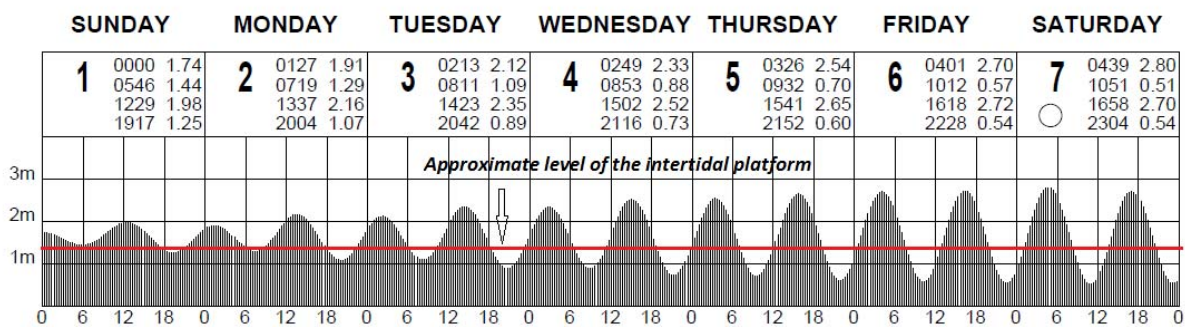 SUNDAY MONDAY TUESDAY WEDNESDAY THURSDAY FRIDAY SATURDAY
1 0000 1.74
0546 1.44
1229 1.98
1917 1.25
2 0127 1.91
0719 1.29
1337 2.16
2004 1.07
3 0213 2.12
0811 1.09
1423 2.35
2042 0.89
4 0249 2.33
0853 0.88
1502 2.52
2116 0.73
5 0326 2.54
0932 0.70
1541 2.65
2152 0.60
6 0401 2.70
1012 0.57
1618 2.72
2228 0.54
7 0439 2.80
1051 0.51
1658 2.70
2304 0.54
Approximate level of the intertidal platform
3m
2m
1m
0 6 12 18 0 6 12 18 0 6 12 18 0 6 12 18 0 6 12 18 0 6 12 18 0 6 12 18 0